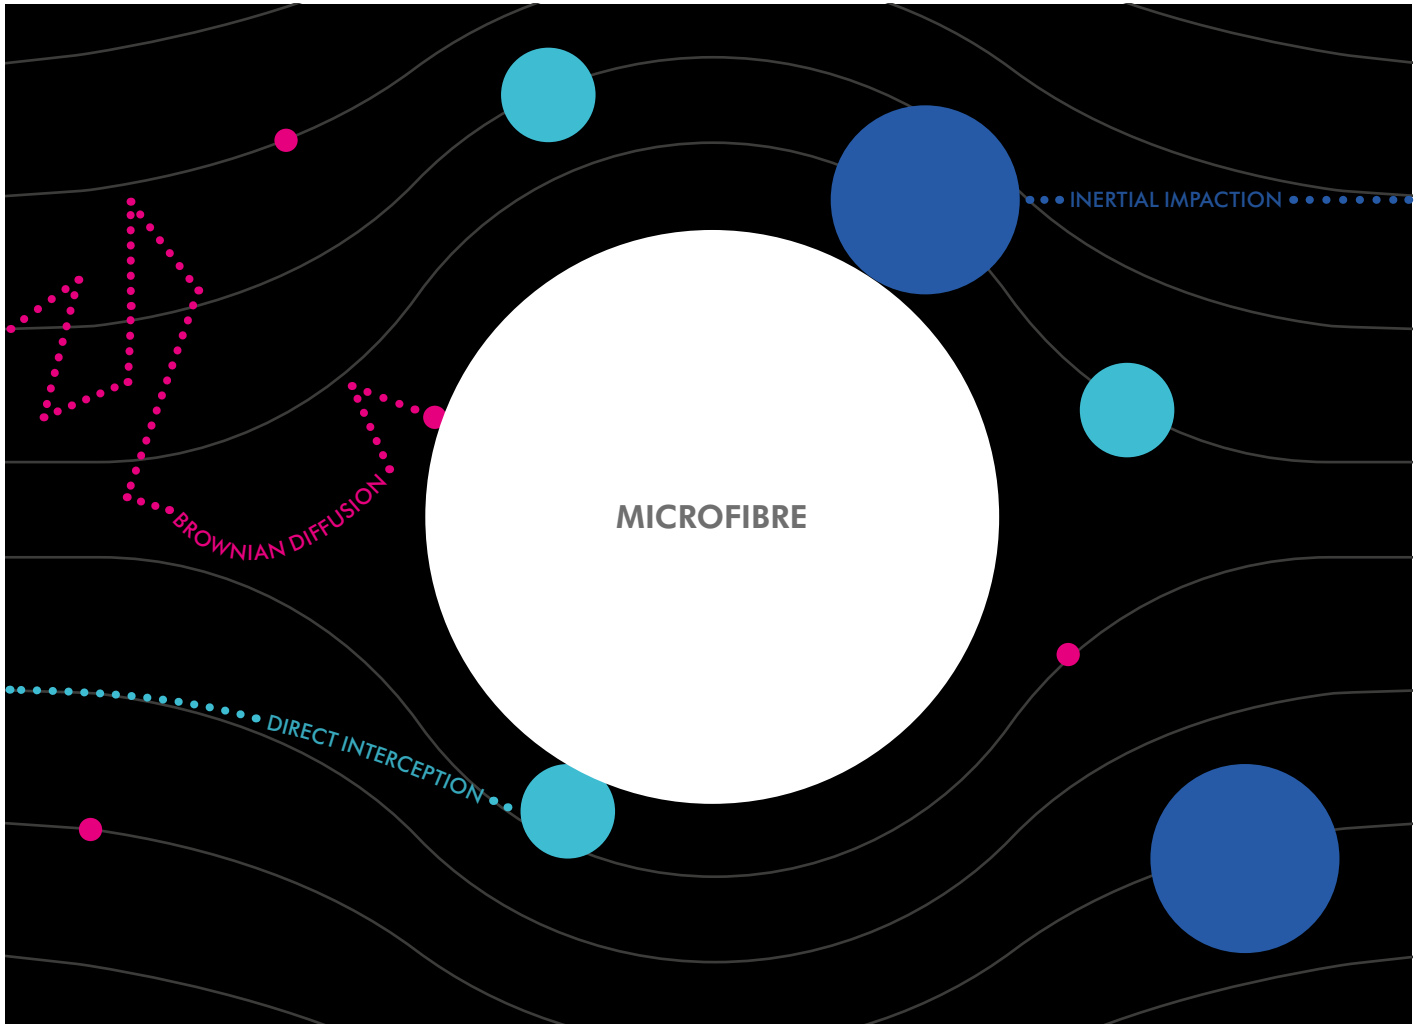 INERTIAL IMPACTION
MICROFIBRE
BROWNIAN DIFFUSION
DIRECT INTERCEPTION